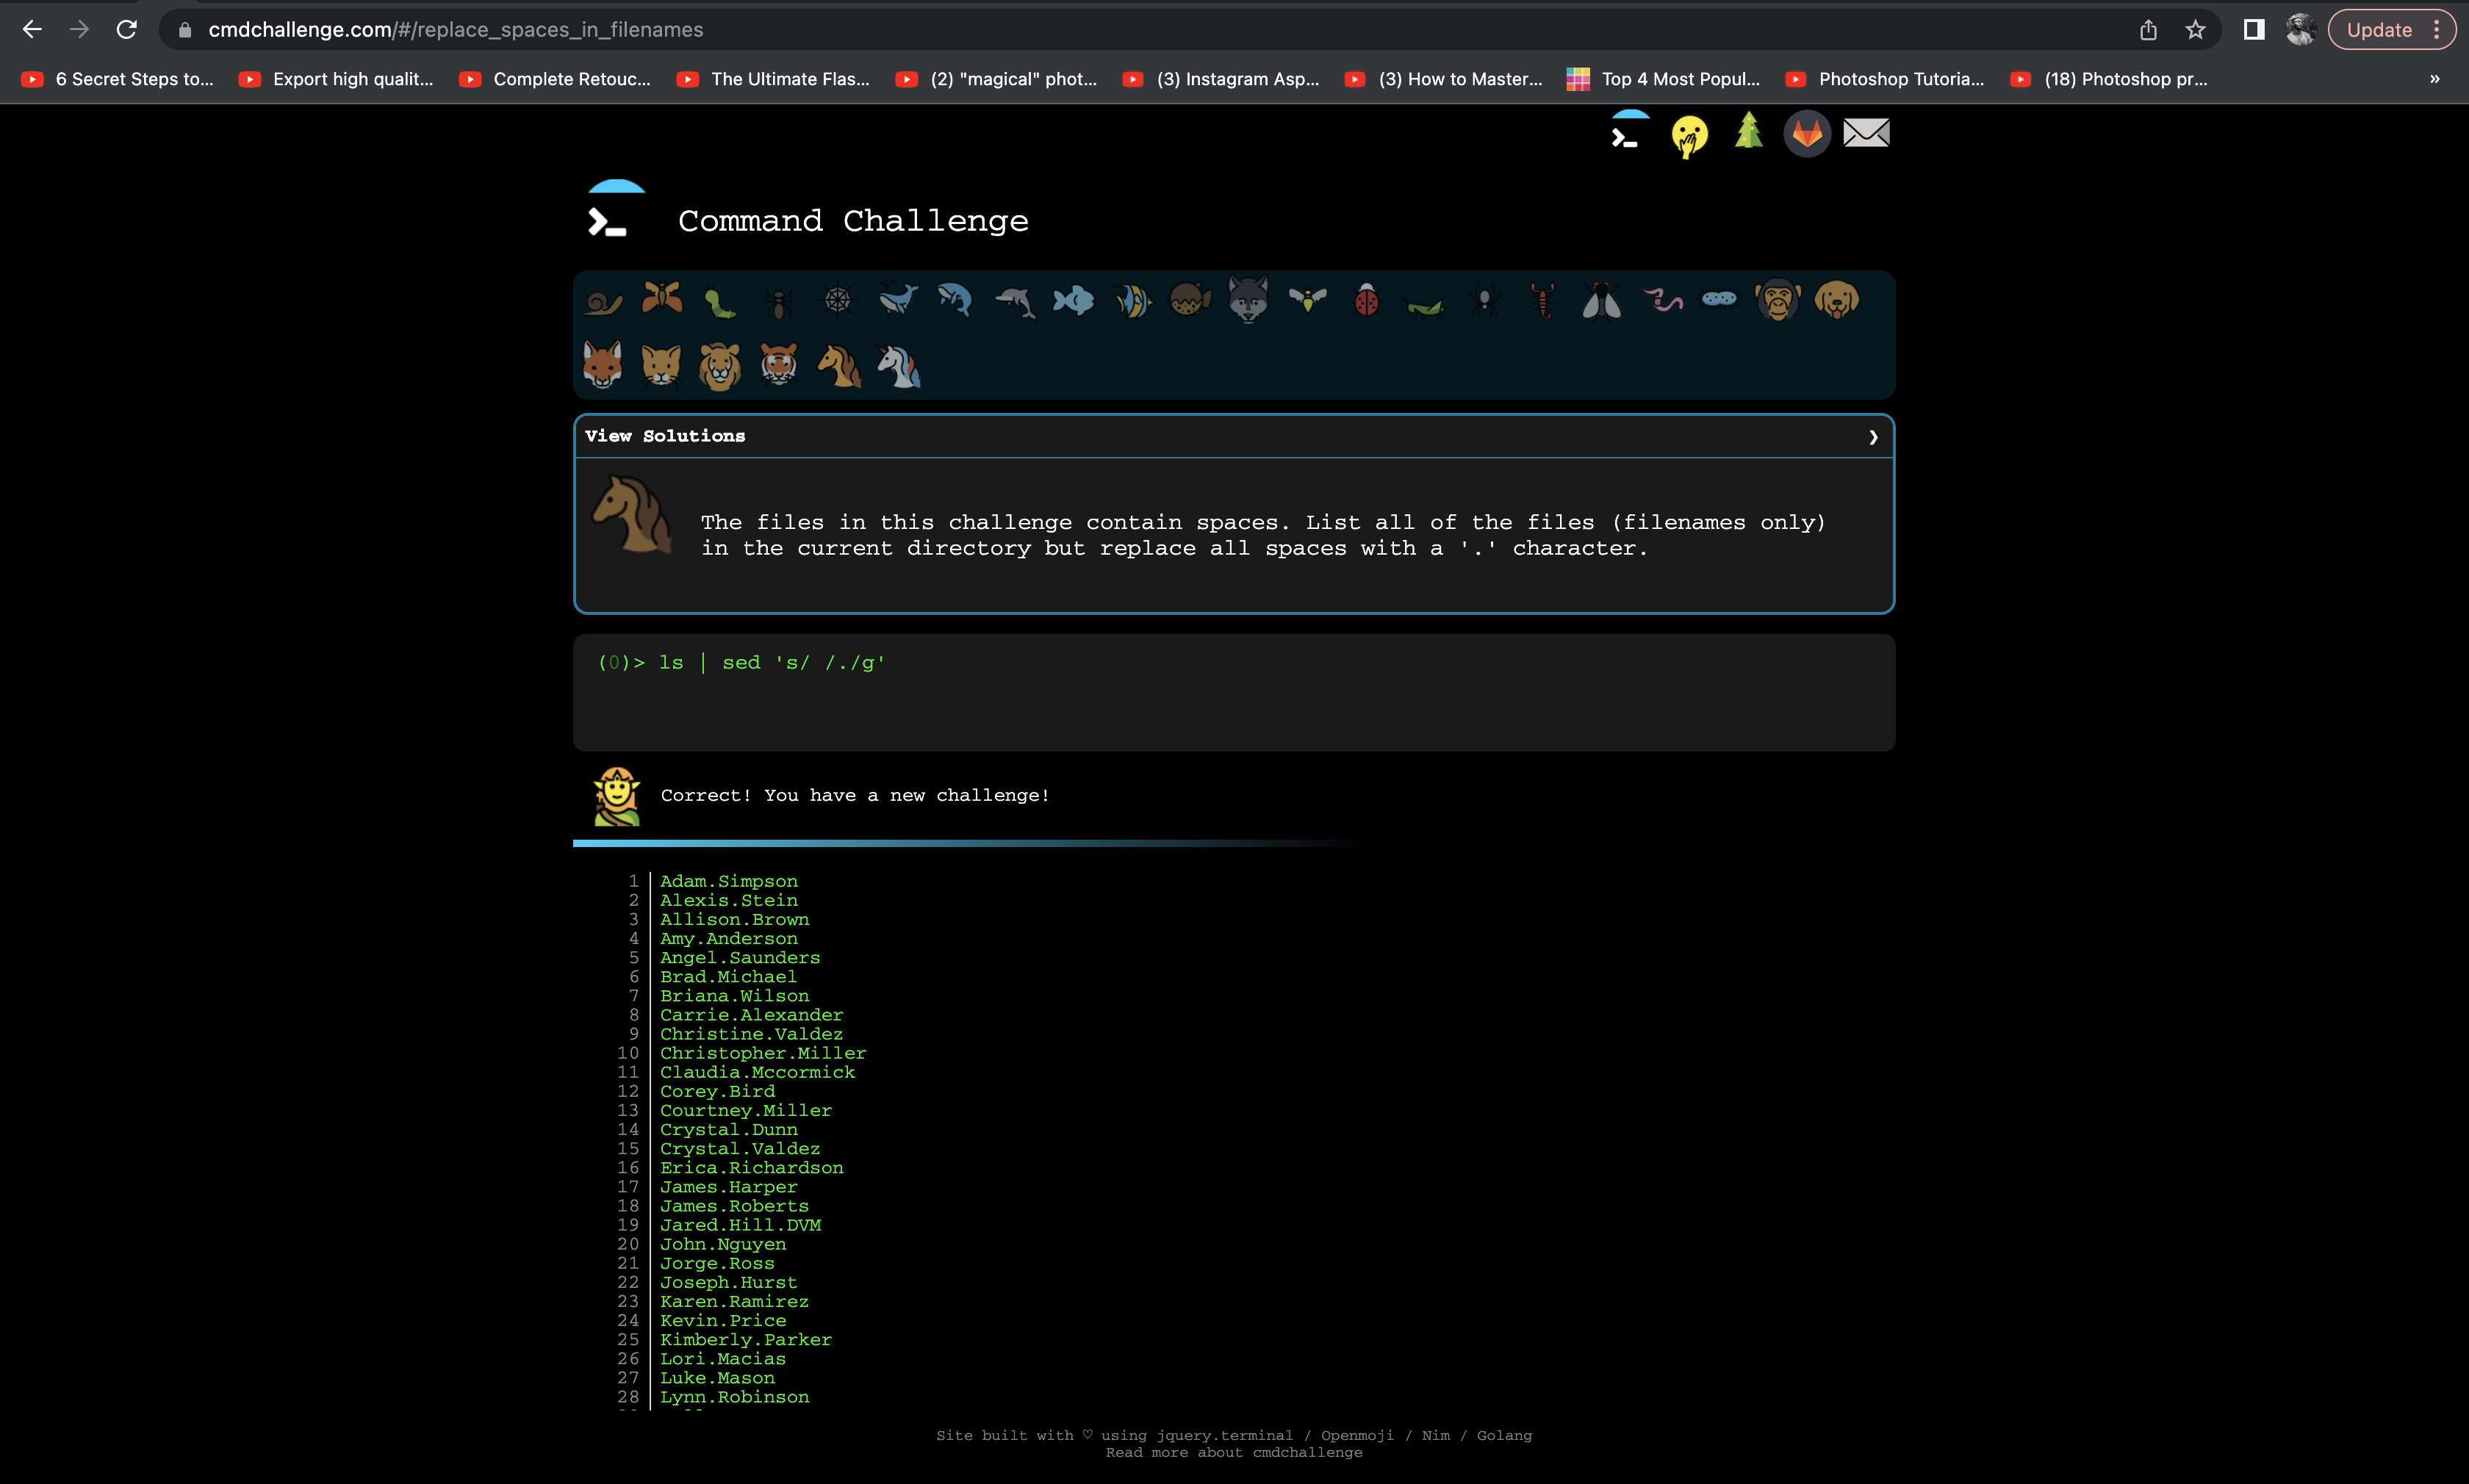 cmdchallenge.com/#/replace_spaces_in_filenames
Update
6 Secret Steps to...
Export high qualit...
Complete Retouc...
The Ultimate Flas...
(2) "magical" phot...
(3) Instagram Asp...
(3) How to Master...
Top 4 Most Popul...
Photoshop Tutoria...
(18) Photoshop pr...
»
Command Challenge
View Solutions
The files in this challenge contain spaces. List all of the files (filenames only)
in the current directory but replace all spaces with a '.' character.
(0)> ls | sed 's/ /./g'
Correct! You have a new challenge!
1 Adam.Simpson
2 Alexis.Stein
3 Allison.Brown
4 Amy.Anderson
5 Angel.Saunders
6 Brad.Michael
7 Briana.Wilson
8 Carrie.Alexander
9 Christine.Valdez
10 Christopher.Miller
11 Claudia.Mccormick
12 Corey.Bird
13 Courtney.Miller
14 Crystal.Dunn
15 Crystal.Valdez
16 Erica.Richardson
17 James.Harper
18 James.Roberts
19 Jared.Hill.DVM
20 John.Nguyen
21 Jorge.Ross
22 Joseph.Hurst
23 Karen.Ramirez
24 Kevin.Price
25 Kimberly.Parker
26 Lori.Macias
27 Luke.Mason
28 Lynn.Robinson
Site built with ♡ using jquery.terminal / Openmoji / Nim / Golang
Read more about cmdchallenge